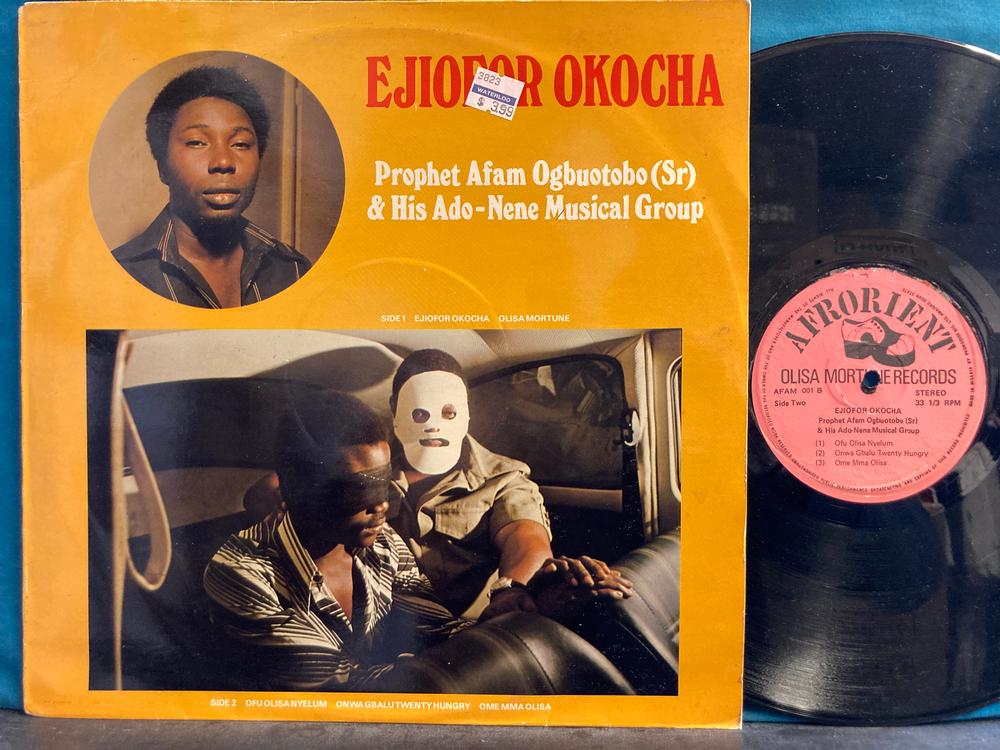 EJIOFOR OKOCHA
3823
WATERLOO
$ 3.99
Prophet Afam Ogbuotobo (Sr)
& His Ado-Nene Musical Group
SIDE 1 EJIOFOR OKOCHA OLISA MORTUNE
SIDE 2 OFU OLISA NYELUM ONWA GBALU TWENTY HUNGRY OME MMA OLISA
AFRORIENT
OLISA MORTUNE RECORDS
AFAM 001 B
STEREO
Side Two
33 1/3 RPM
EJIOFOR OKOCHA
Prophet Afam Ogbuotobo (Sr)
& His Ado-Nene Musical Group
(1) Ofu Olisa Nyelum
(2) Onwa Gbalu Twenty Hungry
(3) Ome Mma Olisa